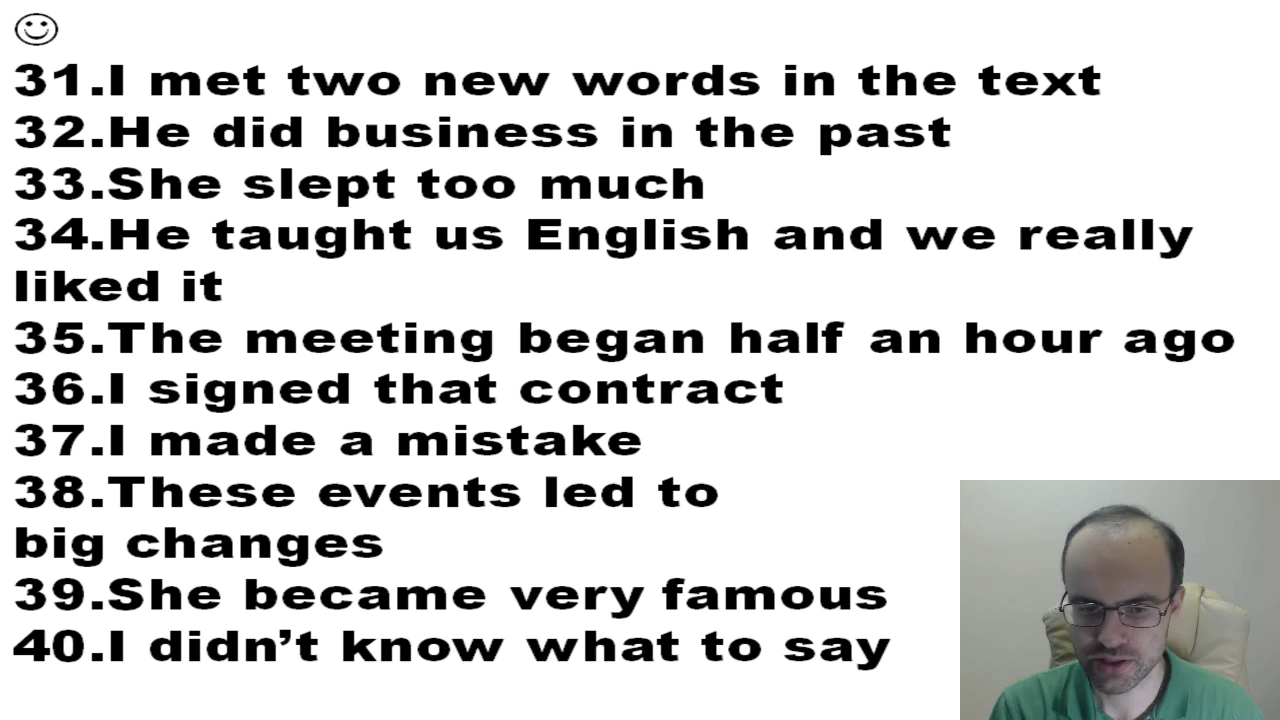 31.I met two new words in the text
32.He did business in the past
33.She slept too much
34.He taught us English and we really
liked it
35.The meeting began half an hour ago
36.I signed that contract
37.I made a mistake
38.These events led to
big changes
39.She became very famous
40.I didn’t know what to say